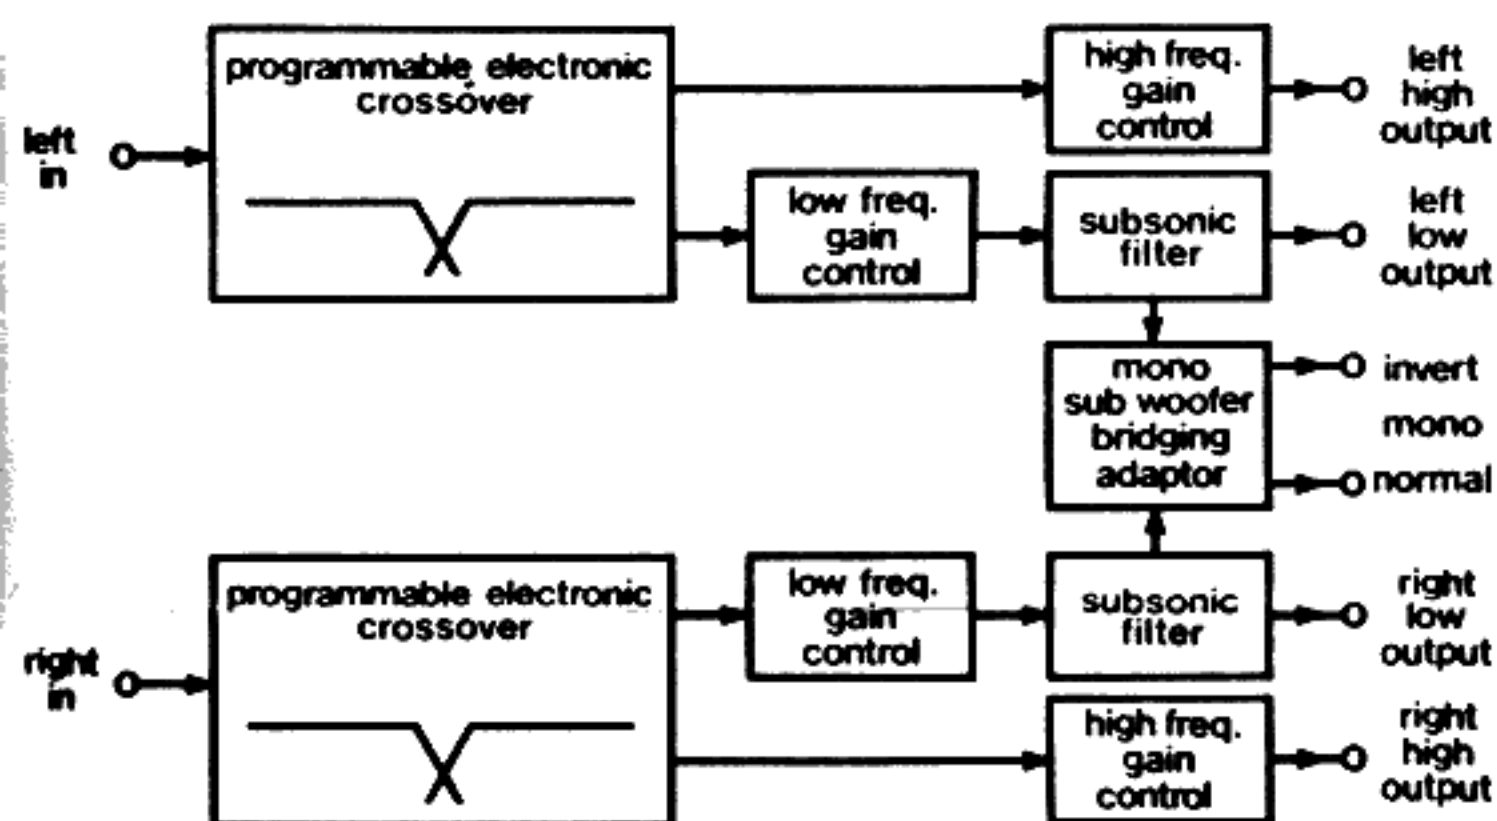 programmable electronic
crossover
left
in
high freq.
gain
control
left
high
output
low freq.
gain
control
subsonic
filter
left
low
output
mono
sub woofer
bridging
adaptor
invert
mono
normal
programmable electronic
crossover
right
in
low freq.
gain
control
subsonic
filter
right
low
output
high freq.
gain
control
right
high
output